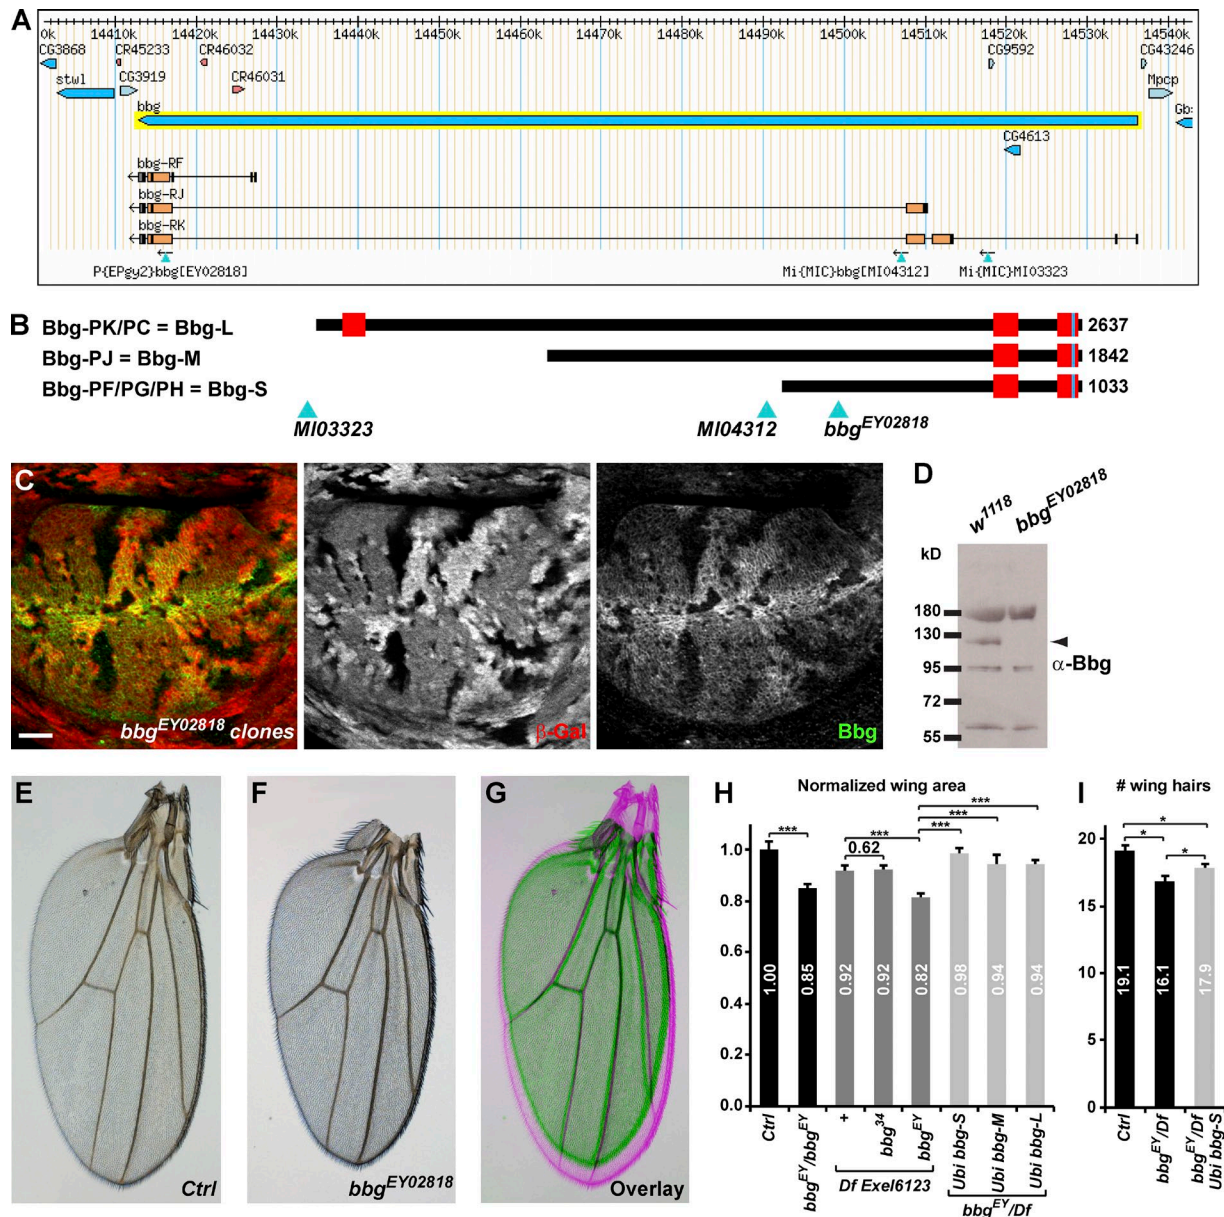 A
0k 14410k 14420k 14430k 14440k 14450k 14460k 14470k 14480k 14490k 14500k 14510k 14520k 14530k 14540k
CG3868 CR45233 CR46032 CG9592 CG43246
stwl CG3919 CR46031 Mpcp
bbg Gb
CG4613
bbg-RF
bbg-RJ
bbg-RK
P{EPgy2}bbg[EY02818] Mi{MIC}bbg[MI04312] Mi{MIC}MI03323
B
Bbg-PK/PC = Bbg-L 2637
Bbg-PJ = Bbg-M 1842
Bbg-PF/PG/PH = Bbg-S 1033
MI03323 MI04312 bbgEY02818
C
bbgEY02818 clones
β-Gal
Bbg
D
w1118 bbgEY02818
kD
180
130
95
72
55
α-Bbg
E
Ctrl
F
bbgEY02818
G
Overlay
H
Normalized wing area
1.0
0.8
0.6
0.4
0.2
0.0
*** 0.62 *** *** *** ***
1.00 0.85 0.92 0.92 0.82 0.98 0.94 0.94
Ctrl bbgEY/bbgEY + bbg34 bbgEY Ubi bbg-S Ubi bbg-M Ubi bbg-L
Df Exel6123 bbgEY/Df
I
# wing hairs
20
15
10
5
0
* * *
19.1 16.1 17.9
Ctrl bbgEY/Df bbgEY/Df Ubi bbg-S